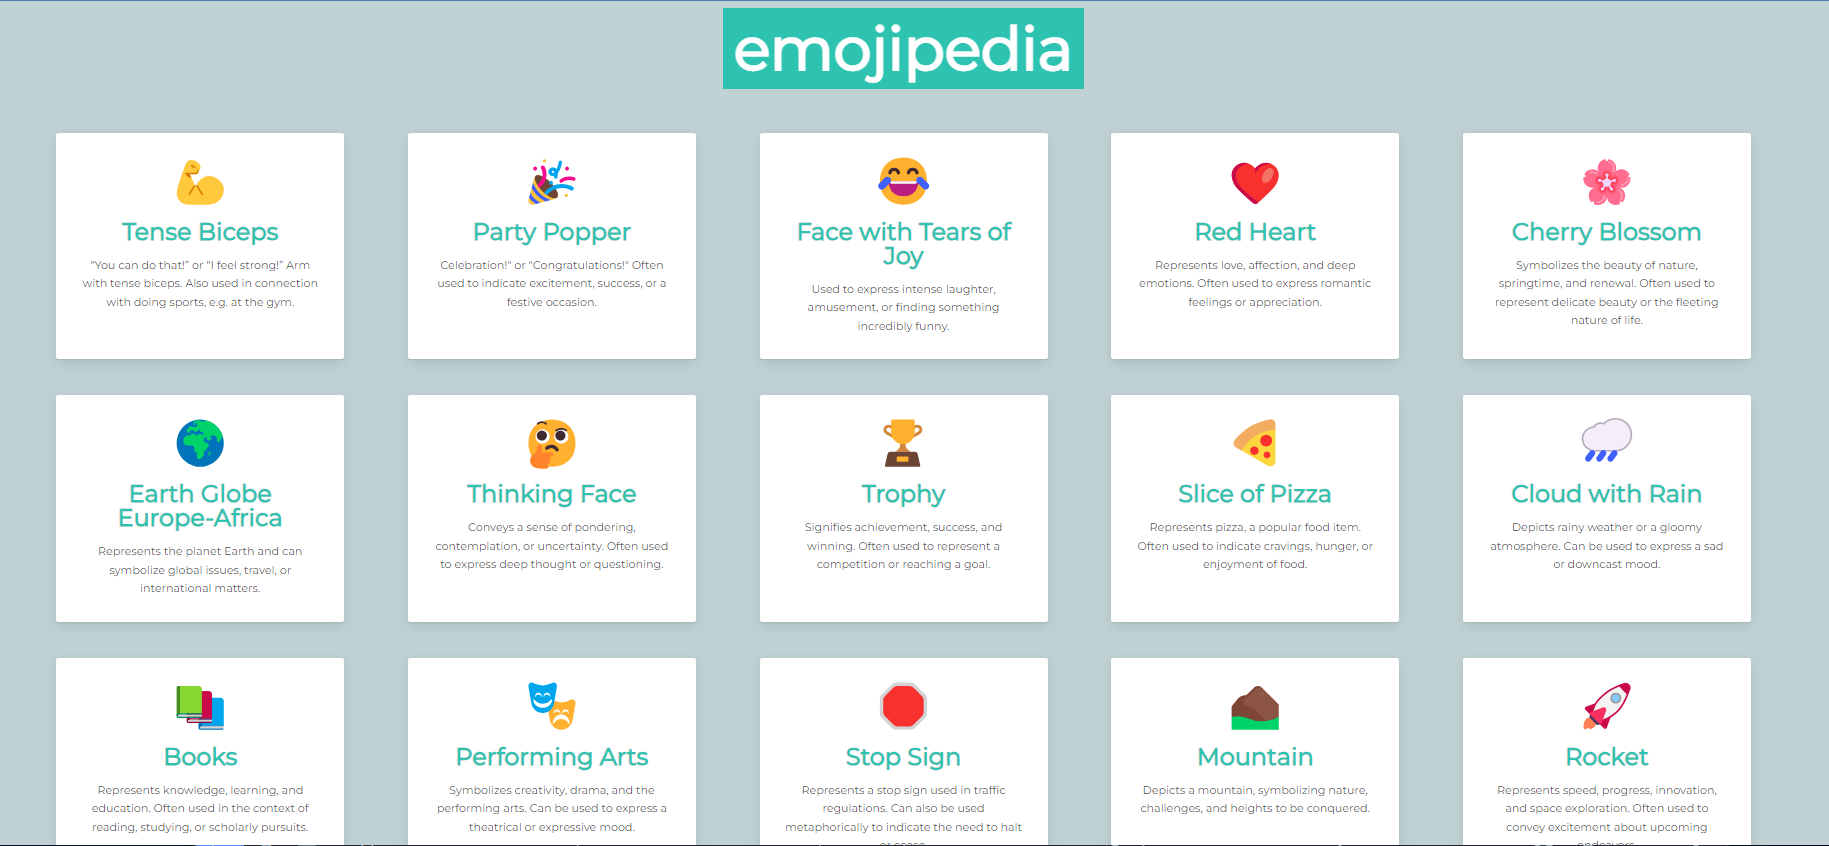 emojipedia
Tense Biceps
“You can do that!” or “I feel strong!” Arm
with tense biceps. Also used in connection
with doing sports, e.g. at the gym.
Party Popper
Celebration!" or "Congratulations!" Often
used to indicate excitement, success, or a
festive occasion.
Face with Tears of
Joy
Used to express intense laughter,
amusement, or finding something
incredibly funny.
Red Heart
Represents love, affection, and deep
emotions. Often used to express romantic
feelings or appreciation.
Cherry Blossom
Symbolizes the beauty of nature,
springtime, and renewal. Often used to
represent delicate beauty or the fleeting
nature of life.
Earth Globe
Europe-Africa
Represents the planet Earth and can
symbolize global issues, travel, or
international matters.
Thinking Face
Conveys a sense of pondering,
contemplation, or uncertainty. Often used
to express deep thought or questioning.
Trophy
Signifies achievement, success, and
winning. Often used to represent a
competition or reaching a goal.
Slice of Pizza
Represents pizza, a popular food item.
Often used to indicate cravings, hunger, or
enjoyment of food.
Cloud with Rain
Depicts rainy weather or a gloomy
atmosphere. Can be used to express a sad
or downcast mood.
Books
Represents knowledge, learning, and
education. Often used in the context of
reading, studying, or scholarly pursuits.
Performing Arts
Symbolizes creativity, drama, and the
performing arts. Can be used to express a
theatrical or expressive mood.
Stop Sign
Represents a stop sign used in traffic
regulations. Can also be used
metaphorically to indicate the need to halt
or cease.
Mountain
Depicts a mountain, symbolizing nature,
challenges, and heights to be conquered.
Rocket
Represents speed, progress, innovation,
and space exploration. Often used to
convey excitement about upcoming
endeavors.